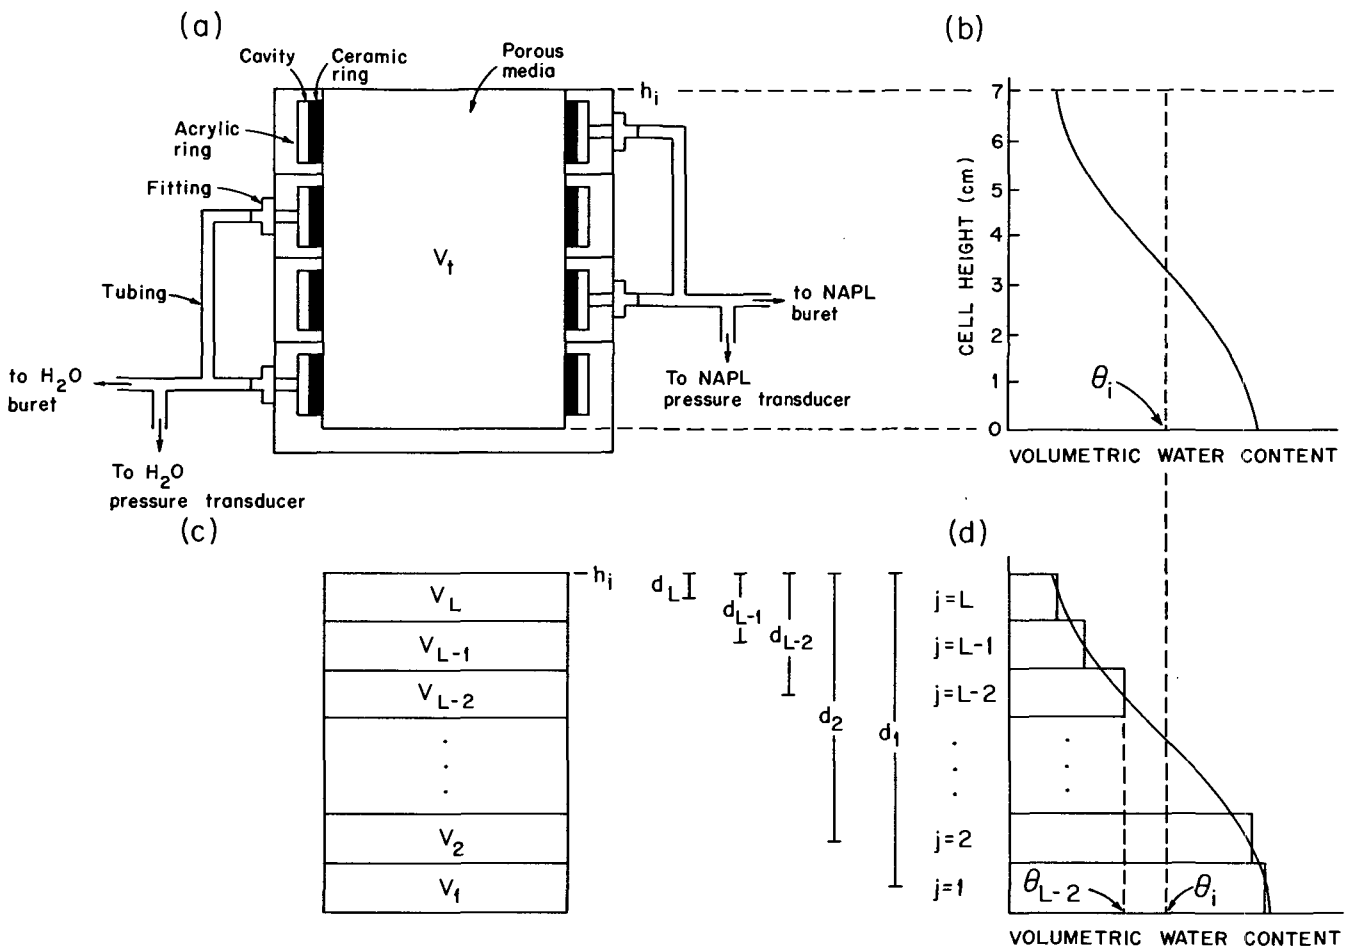 (a)
Cavity
Ceramic
ring
Porous
media
Acrylic
ring
Fitting
Tubing
V_t
h_i
to H₂O
buret
To H₂O
pressure transducer
to NAPL
buret
To NAPL
pressure transducer
(b)
7
6
5
4
3
2
1
0
CELL HEIGHT (cm)
θ_i
VOLUMETRIC WATER CONTENT
(c)
h_i
V_L
V_L-1
V_L-2
V_2
V_1
d_L
d_L-1
d_L-2
d_2
d_1
(d)
j=L
j=L-1
j=L-2
j=2
j=1
θ_L-2
θ_i
VOLUMETRIC WATER CONTENT